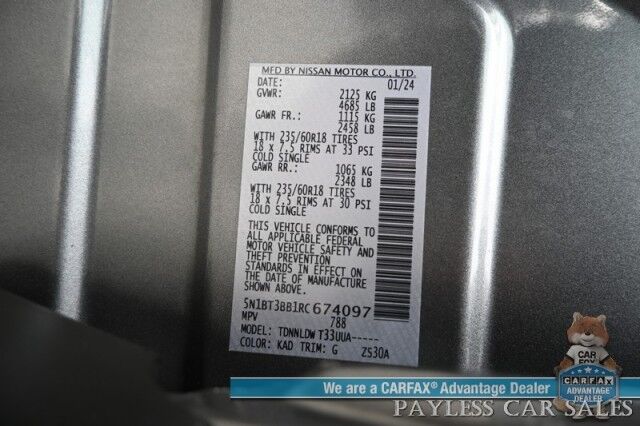 MFD BY NISSAN MOTOR CO., LTD.
DATE: 01/24
GVWR: 2125 KG
4685 LB
GAWR FR.: 1115 KG
2458 LB
WITH 235/60R18 TIRES
18 x 7.5 RIMS AT 33 PSI
COLD SINGLE
GAWR RR.: 1065 KG
2348 LB
WITH 235/60R18 TIRES
18 x 7.5 RIMS AT 30 PSI
COLD SINGLE
THIS VEHICLE CONFORMS TO
ALL APPLICABLE FEDERAL
MOTOR VEHICLE SAFETY AND
THEFT PREVENTION
STANDARDS IN EFFECT ON
THE DATE OF MANUFACTURE
SHOWN ABOVE.
5N1BT3BB1RC674097
MPV 788
MODEL: TDNNLDW T33UUA-----
COLOR: KAD TRIM: G ZS30A
CAR
FOX
CARFAX
ADVANTAGE
DEALER
We are a CARFAX® Advantage Dealer
PAYLESS CAR SALES